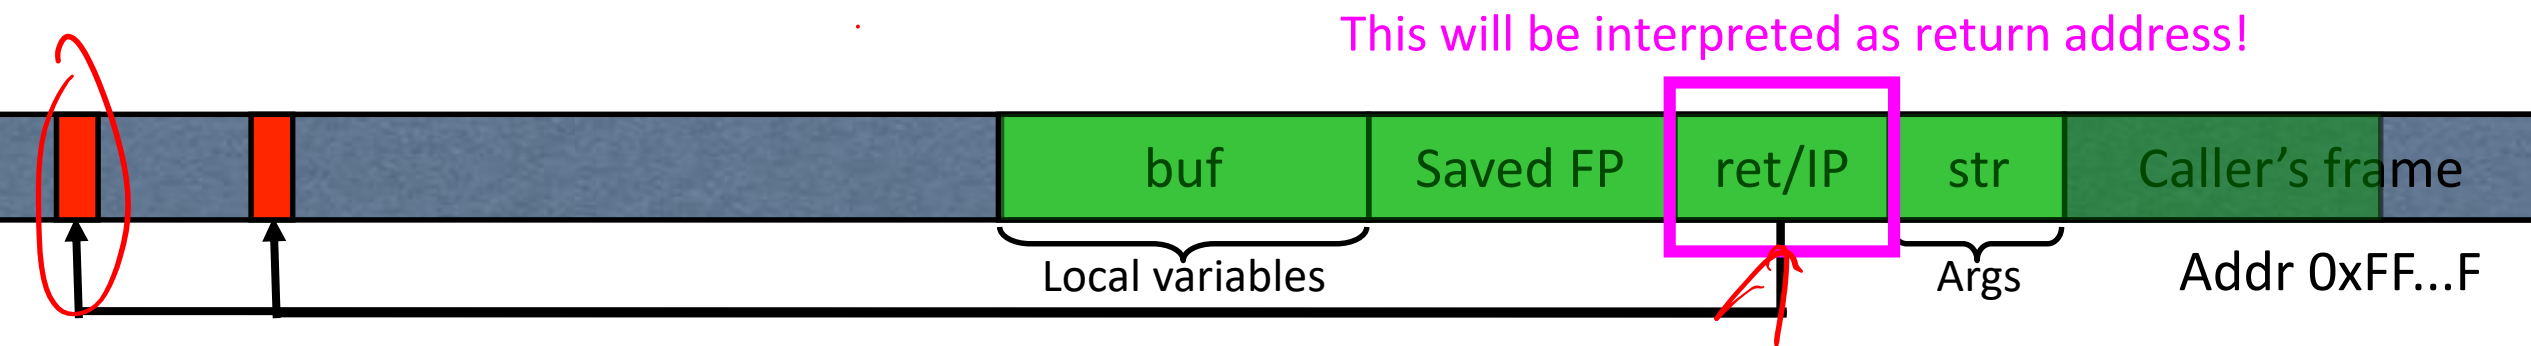 This will be interpreted as return address!
buf Saved FP ret/IP str Caller’s frame
Local variables Args Addr 0xFF...F